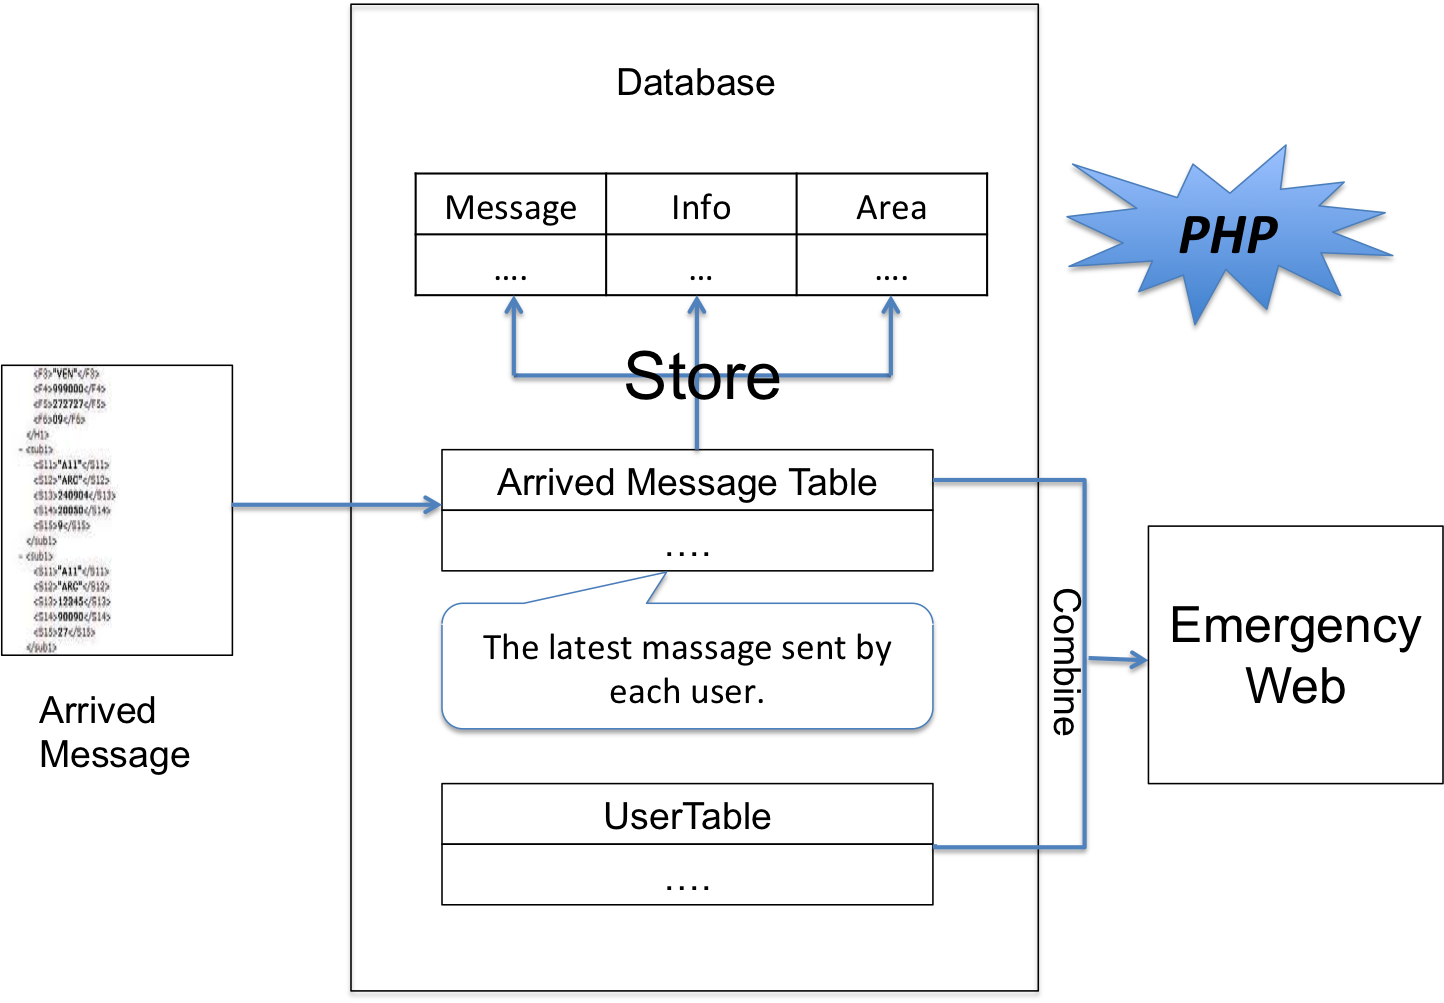 Database
Message Info Area
.... ... ....
PHP
Store
<F3>"VEN"</F3>
<F4>999000</F4>
<F5>272727</F5>
<F6>09</F6>
</H1>
- <sub1>
<S11>"A11"</S11>
<S12>"ARC"</S12>
<S13>240904</S13>
<S14>20050</S14>
<S15>9</S15>
</sub1>
- <sub1>
<S11>"A11"</S11>
<S12>"ARC"</S12>
<S13>12345</S13>
<S14>90090</S14>
<S15>27</S15>
</sub1>
Arrived
Message
Arrived Message Table
....
The latest massage sent by
each user.
UserTable
....
Combine
Emergency
Web